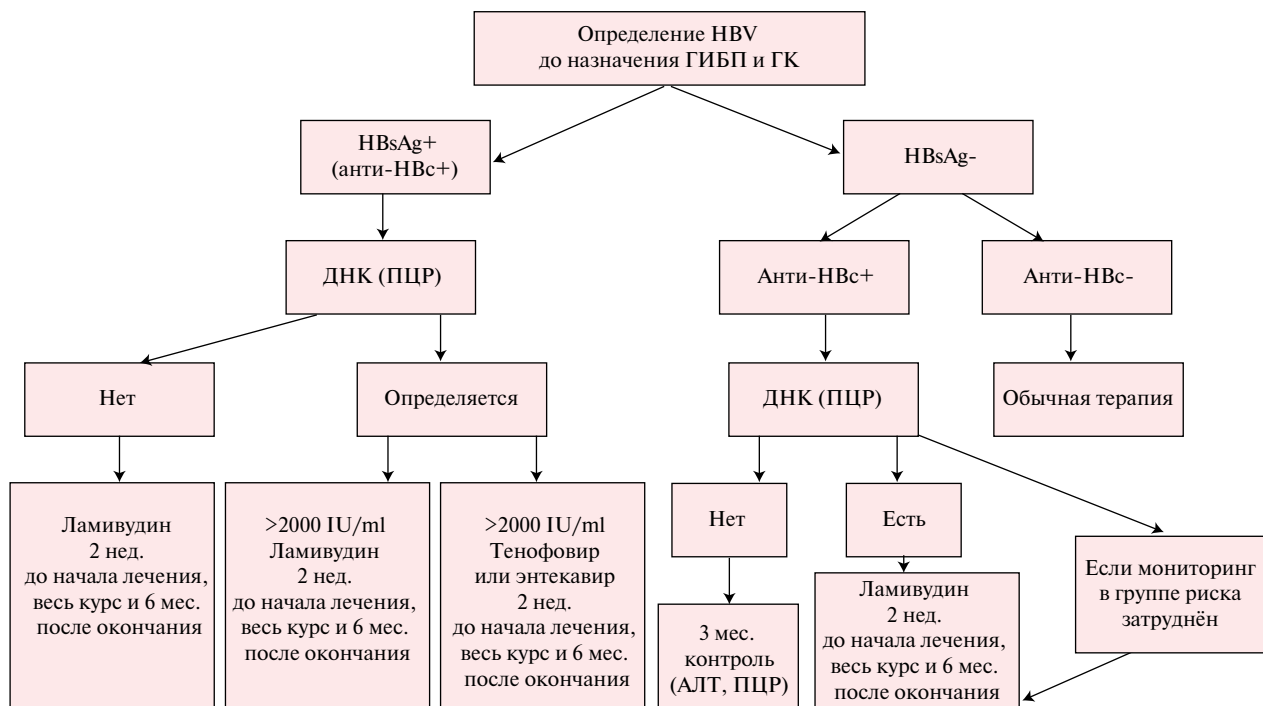 Определение HBV
до назначения ГИБП и ГК
HBsAg+
(анти-HBc+)
HBsAg-
ДНК (ПЦР)
Анти-HBc+
Анти-HBc-
Нет
Определяется
ДНК (ПЦР)
Обычная терапия
Ламивудин
2 нед.
до начала лечения,
весь курс и 6 мес.
после окончания
>2000 IU/ml
Ламивудин
2 нед.
до начала лечения,
весь курс и 6 мес.
после окончания
>2000 IU/ml
Тенофовир
или энтекавир
2 нед.
до начала лечения,
весь курс и 6 мес.
после окончания
Нет
Есть
3 мес.
контроль
(АЛТ, ПЦР)
Ламивудин
2 нед.
до начала лечения,
весь курс и 6 мес.
после окончания
Если мониторинг
в группе риска
затруднён